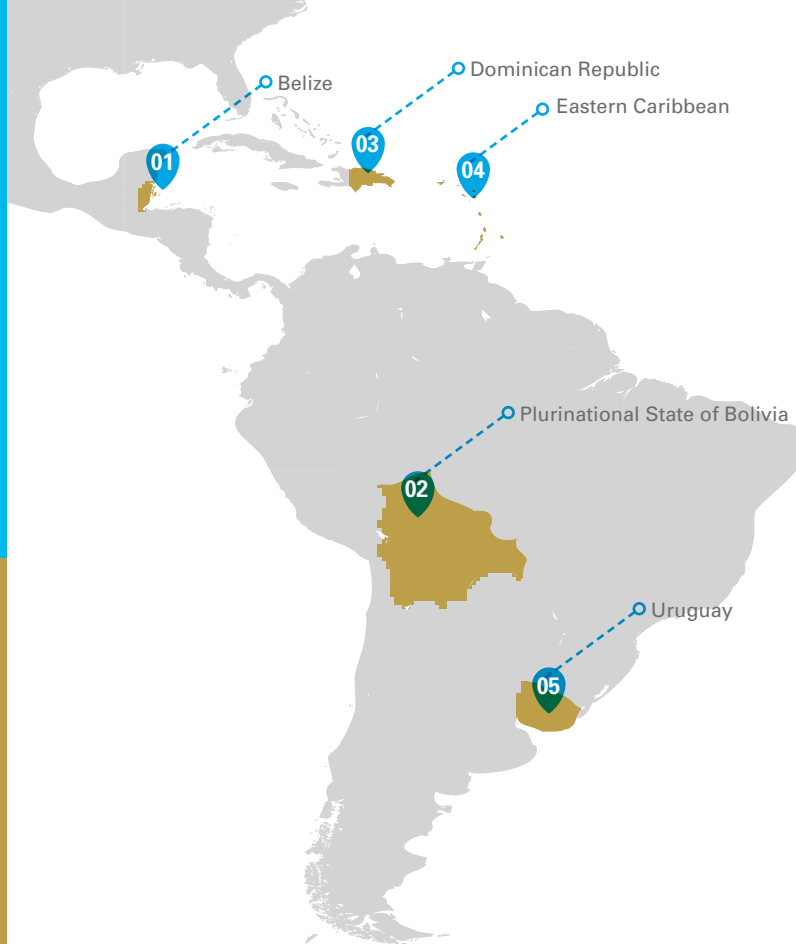 Dominican Republic
Belize
Eastern Caribbean
03
01
04
Plurinational State of Bolivia
02
Uruguay
05